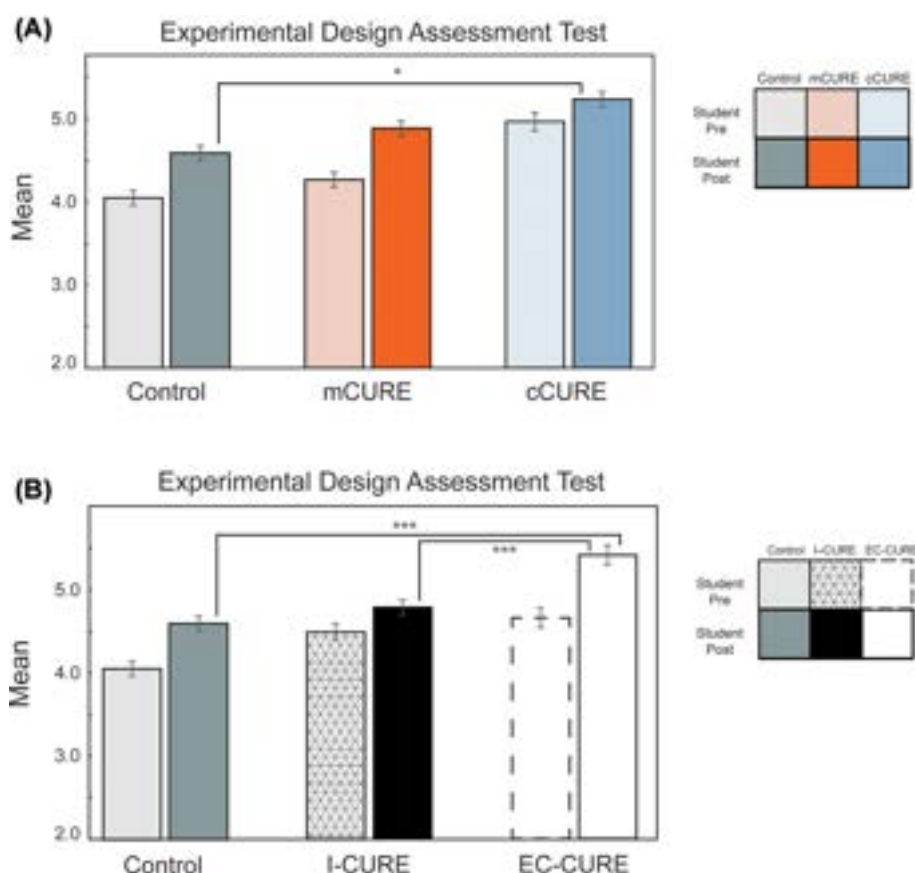 (A)
Experimental Design Assessment Test
*
5.0
4.0
3.0
2.0
Mean
Control
mCURE
cCURE
Control mCURE cCURE
Student
Pre
Student
Post
(B)
Experimental Design Assessment Test
***
***
5.0
4.0
3.0
2.0
Mean
Control
I-CURE
EC-CURE
Control I-CURE EC-CURE
Student
Pre
Student
Post